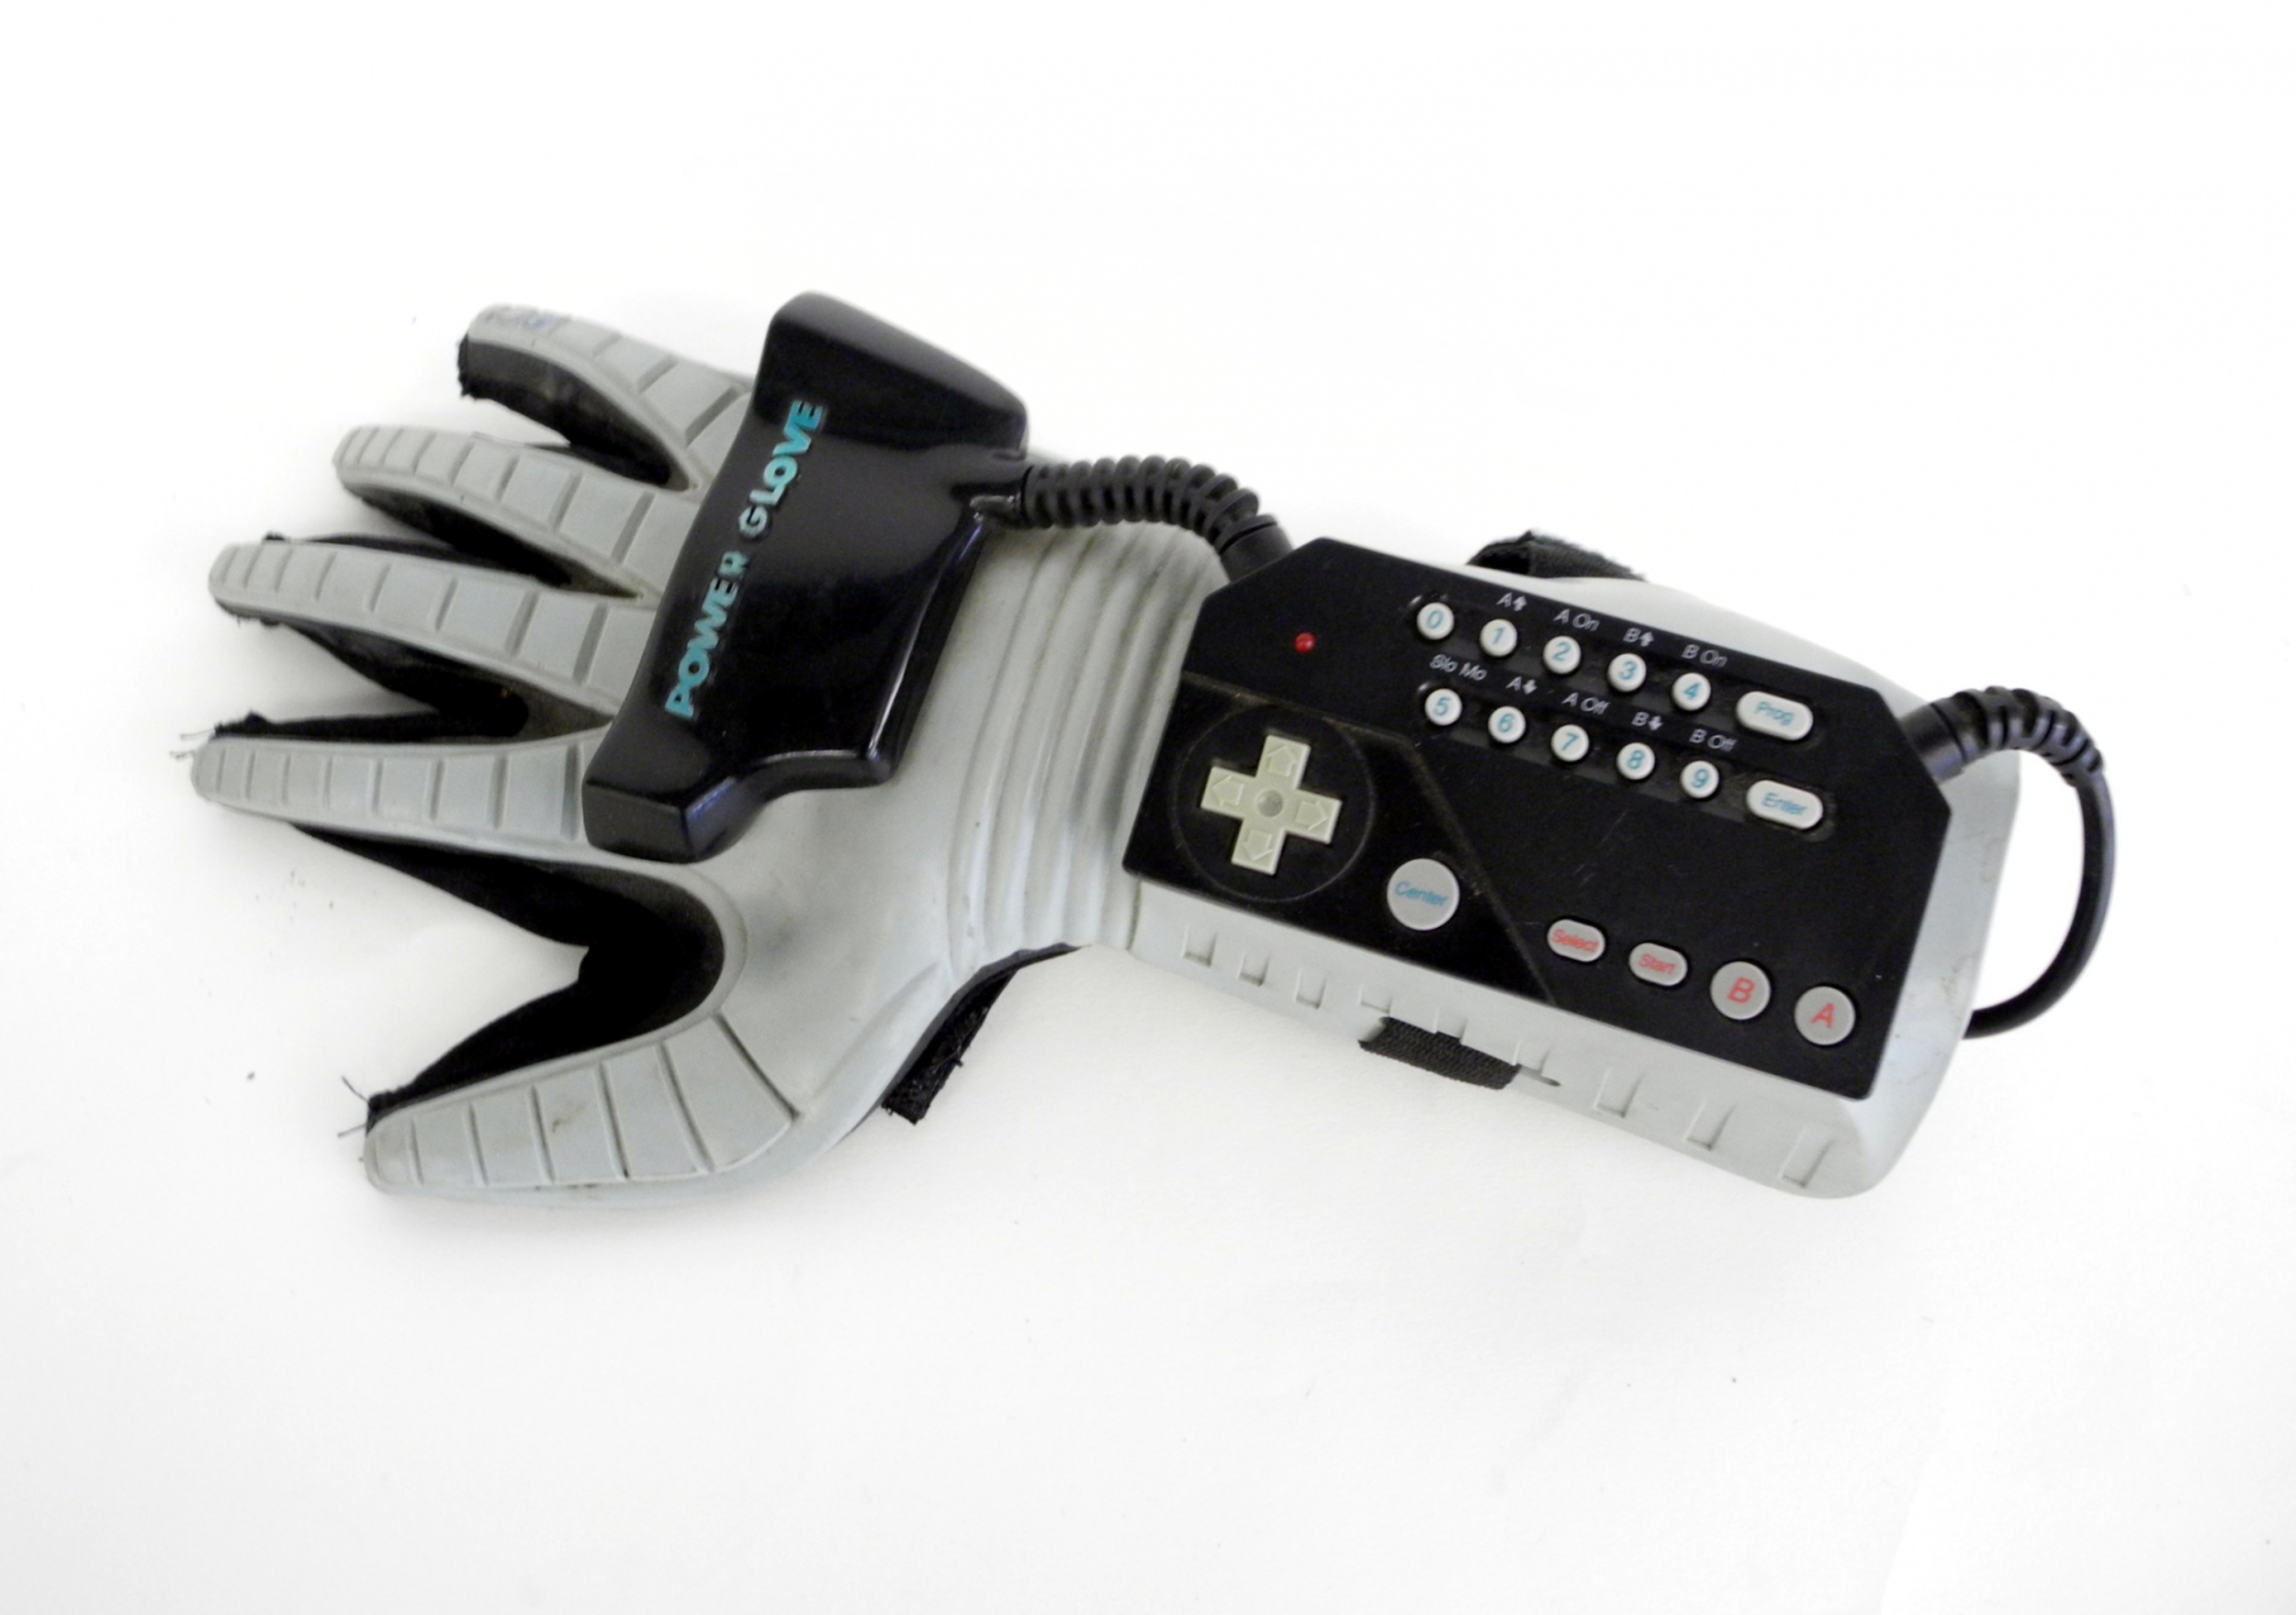 POWER GLOVE
A⬆ A On B⬆ B On
0 1 2 3 4 Prog
Slo Mo A⬇ A Off B⬇ B Off
5 6 7 8 9 Enter
Center
Select Start B A